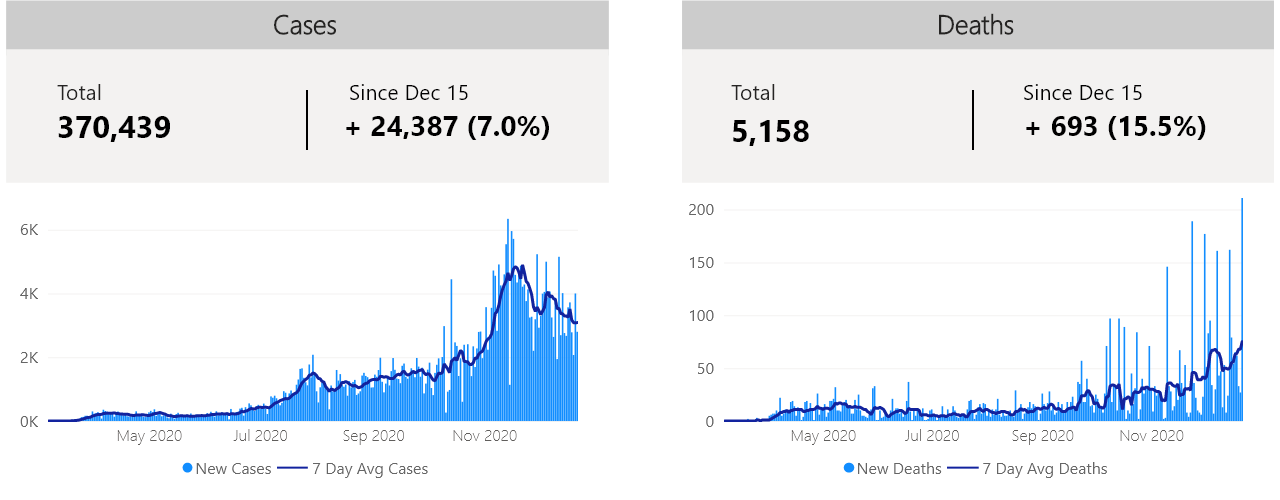 Cases
Total
370,439
Since Dec 15
+ 24,387 (7.0%)
6K
4K
2K
0K
May 2020
Jul 2020
Sep 2020
Nov 2020
New Cases
7 Day Avg Cases
Deaths
Total
5,158
Since Dec 15
+ 693 (15.5%)
200
150
100
50
0
May 2020
Jul 2020
Sep 2020
Nov 2020
New Deaths
7 Day Avg Deaths